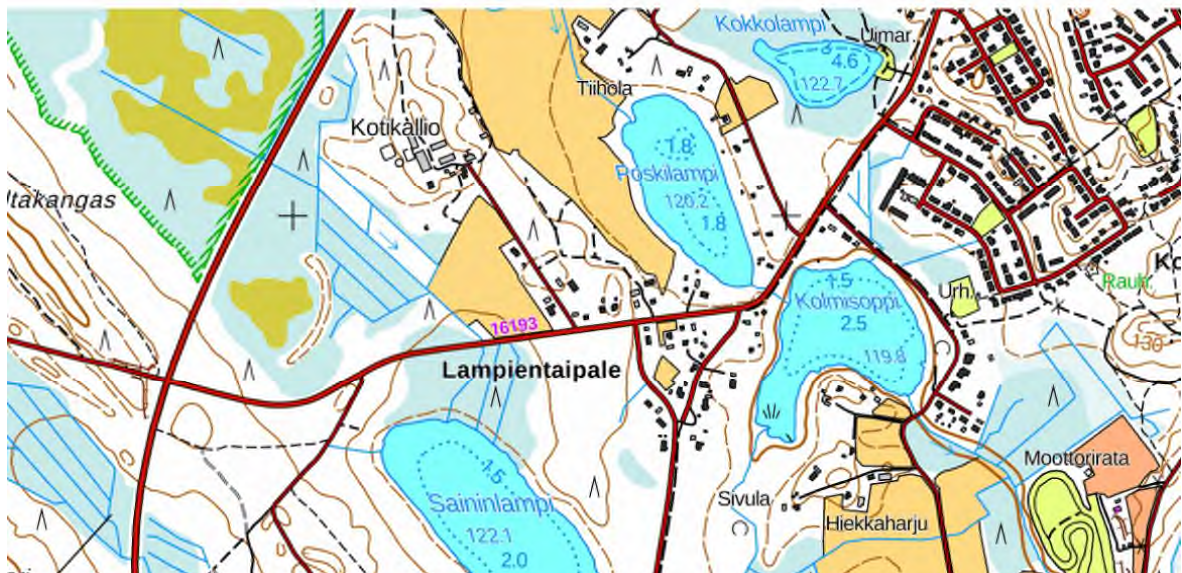 Kokkolampi
Uimar.
4.6
122.7
Tiihola
Kotikallio
1.8
Poskilampi
120.2
1.8
Itäkangas
Rauh.
Urh.
1.5
Kolmisoppi
2.5
119.8
130
16193
Lampientaipale
Moottorirata
1.5
Saininlampi
122.1
2.0
Sivula
Hiekkaharju